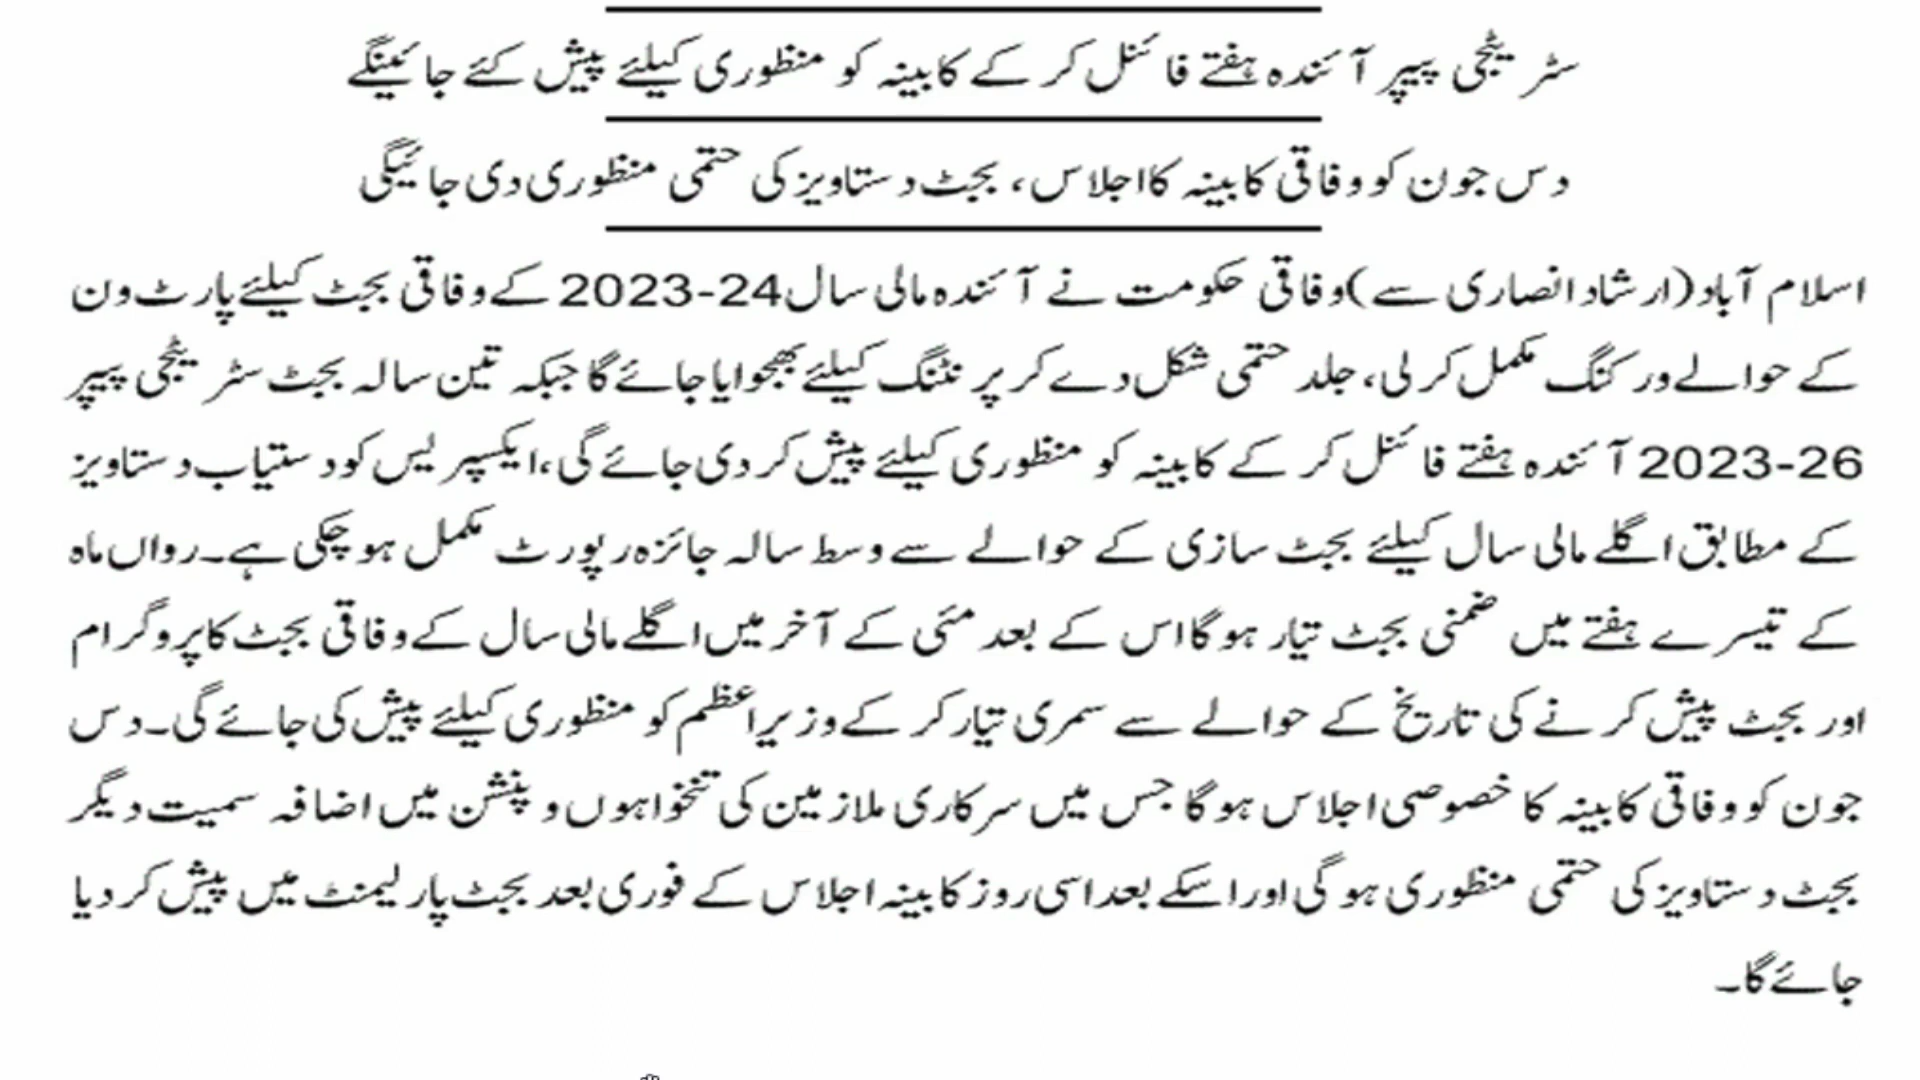 سٹریٹجی پیپر آئندہ ہفتے فائنل کر کے کابینہ کو منظوری کیلئے پیش کئے جائینگے
دس جون کو وفاقی کابینہ کا اجلاس، بجٹ دستاویز کی حتمی منظوری دی جائیگی
اسلام آباد (ارشاد انصاری سے) وفاقی حکومت نے آئندہ مالی سال 2023-24 کے وفاقی بجٹ کیلئے پارٹ ون
کے حوالے ورکنگ مکمل کر لی، جلد حتمی شکل دے کر پرنٹنگ کیلئے بھجوایا جائے گا جبکہ تین سالہ بجٹ سٹریٹجی پیپر
2023-26 آئندہ ہفتے فائنل کر کے کابینہ کو منظوری کیلئے پیش کر دی جائے گی، ایکسپریس کو دستیاب دستاویز
کے مطابق اگلے مالی سال کیلئے بجٹ سازی کے حوالے سے وسط سالہ جائزہ رپورٹ مکمل ہو چکی ہے۔ رواں ماہ
کے تیسرے ہفتے میں ضمنی بجٹ تیار ہوگا اس کے بعد مئی کے آخر میں اگلے مالی سال کے وفاقی بجٹ کا پروگرام
اور بجٹ پیش کرنے کی تاریخ کے حوالے سے سمری تیار کر کے وزیراعظم کو منظوری کیلئے پیش کی جائے گی۔ دس
جون کو وفاقی کابینہ کا خصوصی اجلاس ہوگا جس میں سرکاری ملازمین کی تنخواہوں و پنشن میں اضافہ سمیت دیگر
بجٹ دستاویز کی حتمی منظوری ہو گی اور اسکے بعد اسی روز کابینہ اجلاس کے فوری بعد بجٹ پارلیمنٹ میں پیش کر دیا
جائے گا۔